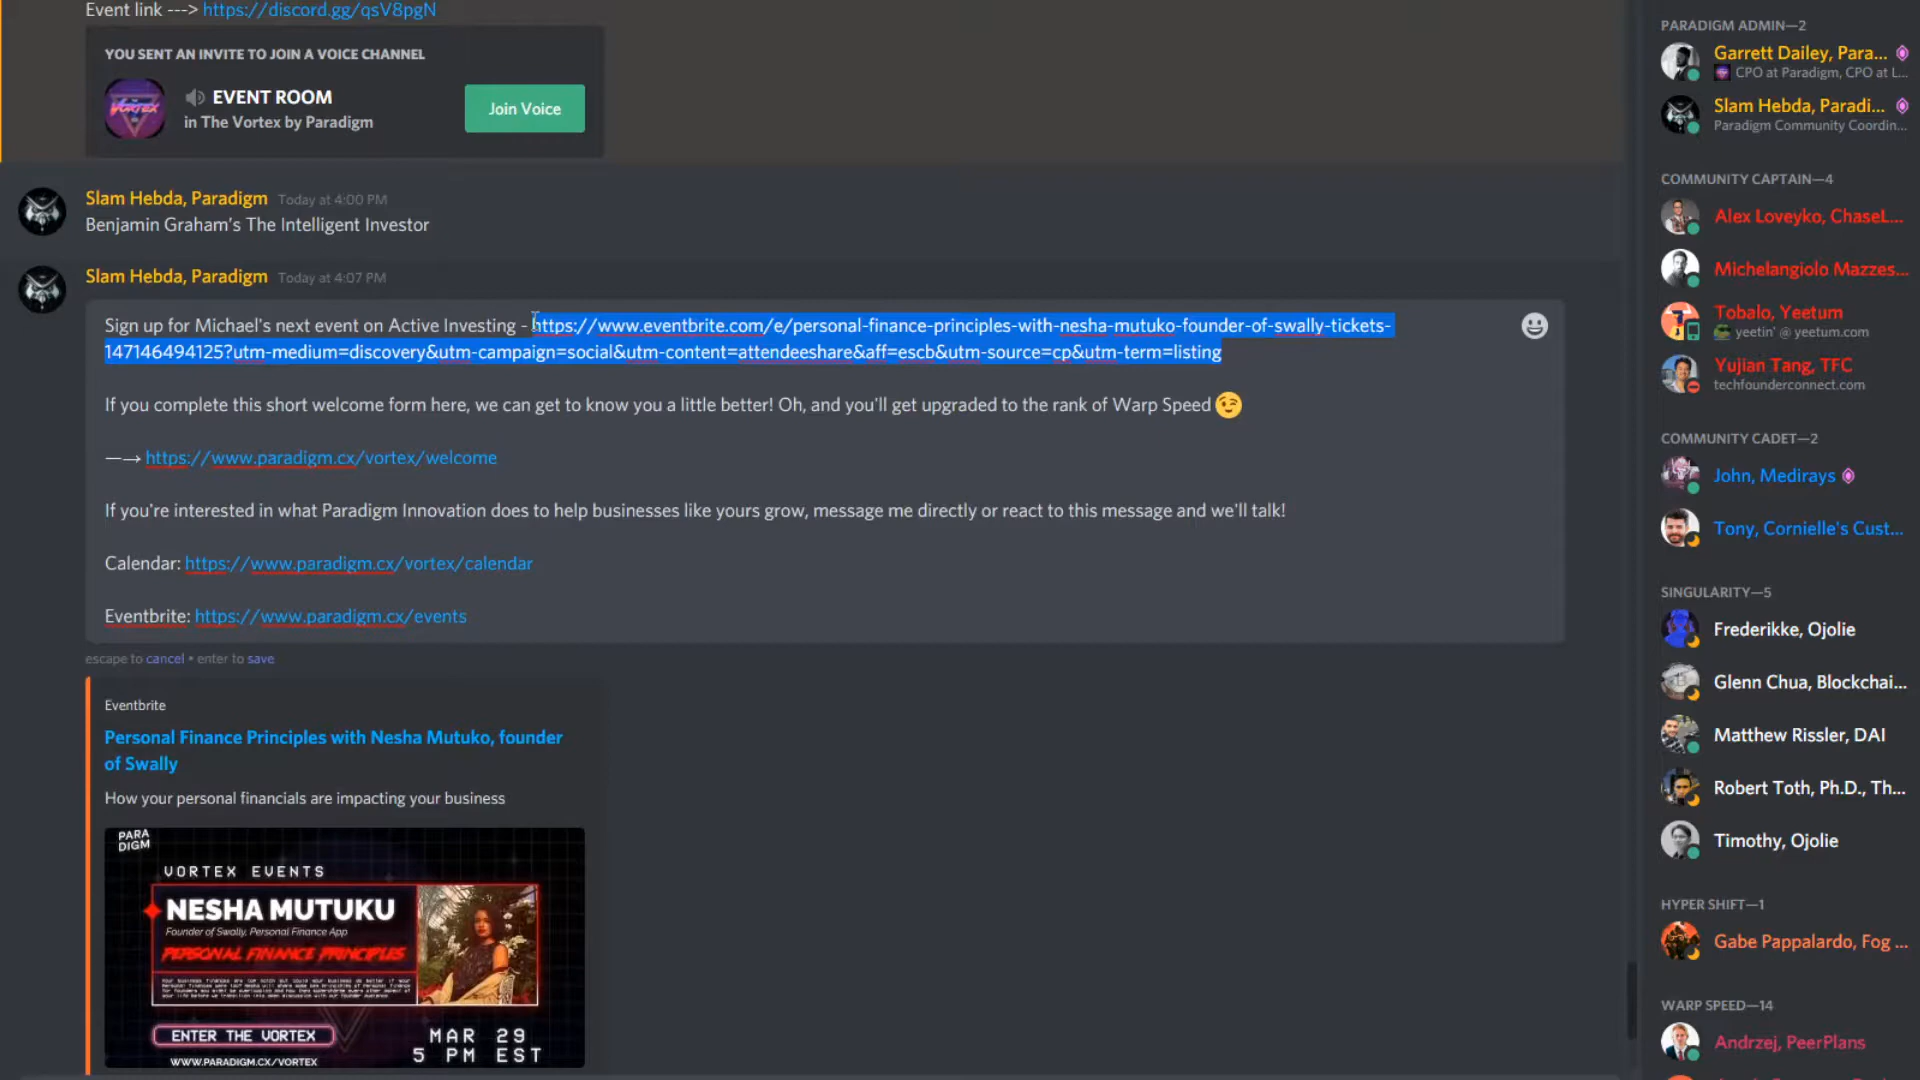 Event link ---> https://discord.gg/qsV8pgN
YOU SENT AN INVITE TO JOIN A VOICE CHANNEL
EVENT ROOM
in The Vortex by Paradigm
Join Voice
Slam Hebda, Paradigm Today at 4:00 PM
Benjamin Graham's The Intelligent Investor
Slam Hebda, Paradigm Today at 4:07 PM
Sign up for Michael's next event on Active Investing - https://www.eventbrite.com/e/personal-finance-principles-with-nesha-mutuko-founder-of-swally-tickets-
147146494125?utm-medium=discovery&utm-campaign=social&utm-content=attendeeshare&aff=escb&utm-source=cp&utm-term=listing
If you complete this short welcome form here, we can get to know you a little better! Oh, and you'll get upgraded to the rank of Warp Speed 😉
—→ https://www.paradigm.cx/vortex/welcome
If you're interested in what Paradigm Innovation does to help businesses like yours grow, message me directly or react to this message and we'll talk!
Calendar: https://www.paradigm.cx/vortex/calendar
Eventbrite: https://www.paradigm.cx/events
escape to cancel • enter to save
Eventbrite
Personal Finance Principles with Nesha Mutuko, founder
of Swally
How your personal financials are impacting your business
PARA
DIGM
VORTEX EVENTS
NESHA MUTUKU
Founder of Swally, Personal Finance App
PERSONAL FINANCE PRINCIPLES
ENTER THE VORTEX
WWW.PARADIGM.CX/VORTEX
MAR 29
5 PM EST
PARADIGM ADMIN—2
Garrett Dailey, Para...
CPO at Paradigm, CPO at L...
Slam Hebda, Paradi...
Paradigm Community Coordin...
COMMUNITY CAPTAIN—4
Alex Loveyko, ChaseL...
Michelangiolo Mazzes...
Tobalo, Yeetum
yeetin' @ yeetum.com
Yujian Tang, TFC
techfounderconnect.com
COMMUNITY CADET—2
John, Medirays
Tony, Cornielle's Cust...
SINGULARITY—5
Frederikke, Ojolie
Glenn Chua, Blockchai...
Matthew Rissler, DAI
Robert Toth, Ph.D., Th...
Timothy, Ojolie
HYPER SHIFT—1
Gabe Pappalardo, Fog ...
WARP SPEED—14
Andrzej, PeerPlans